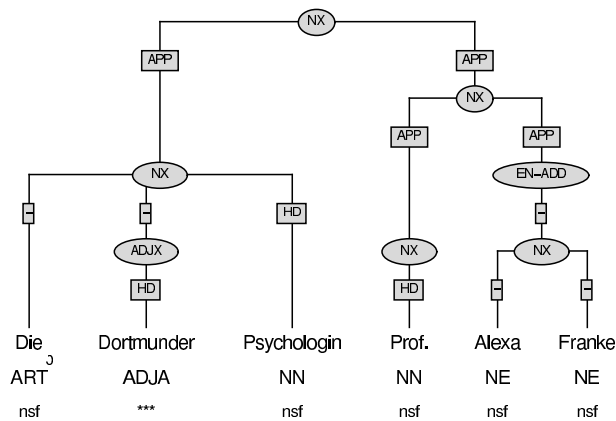 NX
APP APP
NX
APP APP
NX EN-ADD
- - HD -
ADJX NX NX
HD HD - -
Die Dortmunder Psychologin Prof. Alexa Franke
ART ADJA NN NN NE NE
nsf *** nsf nsf nsf nsf